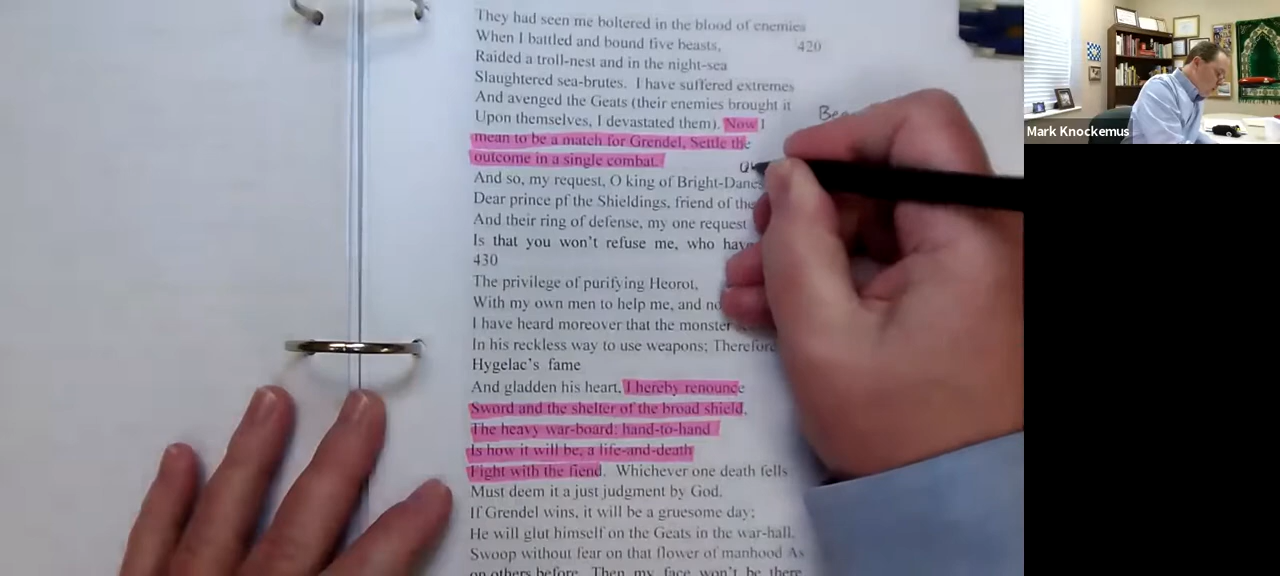 They had seen me boltered in the blood of enemies
When I battled and bound five beasts, 420
Raided a troll-nest and in the night-sea
Slaughtered sea-brutes. I have suffered extremes
And avenged the Geats (their enemies brought it
Upon themselves, I devastated them). Now I
mean to be a match for Grendel, Settle the
outcome in a single combat.
And so, my request, O king of Bright-Danes
Dear prince pf the Shieldings, friend of the
And their ring of defense, my one request
Is that you won't refuse me, who
430
The privilege of purifying Heorot,
With my own men to help me, and
I have heard moreover that the monster
In his reckless way to use weapons; Therefore
Hygelac's fame
And gladden his heart, I hereby renounce
Sword and the shelter of the broad shield,
The heavy war-board: hand-to-hand
Is how it will be, a life-and-death
Fight with the fiend. Whichever one death fells
Must deem it a just judgment by God.
If Grendel wins, it will be a gruesome day;
He will glut himself on the Geats in the war-hall,
Swoop without fear on that flower of manhood As
on others before. Then my face won't be there
Mark Knockemus